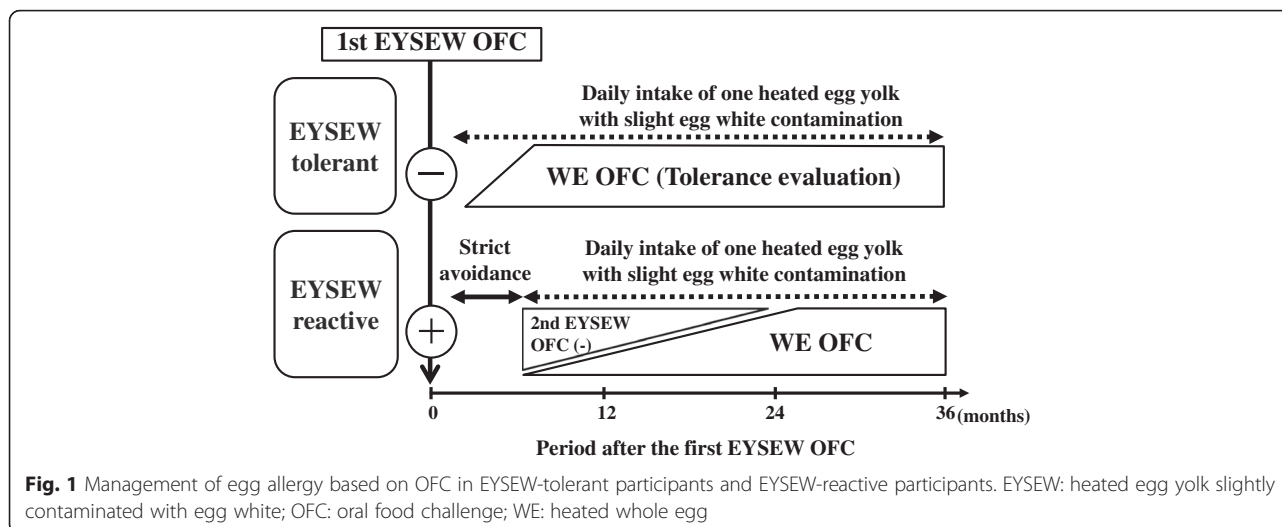 1st EYSEW OFC
EYSEW
tolerant
−
Daily intake of one heated egg yolk
with slight egg white contamination
WE OFC (Tolerance evaluation)
EYSEW
reactive
+
Strict
avoidance
Daily intake of one heated egg yolk
with slight egg white contamination
2nd EYSEW
OFC (-)
WE OFC
0 12 24 36 (months)
Period after the first EYSEW OFC
Fig. 1 Management of egg allergy based on OFC in EYSEW-tolerant participants and EYSEW-reactive participants. EYSEW: heated egg yolk slightly
contaminated with egg white; OFC: oral food challenge; WE: heated whole egg